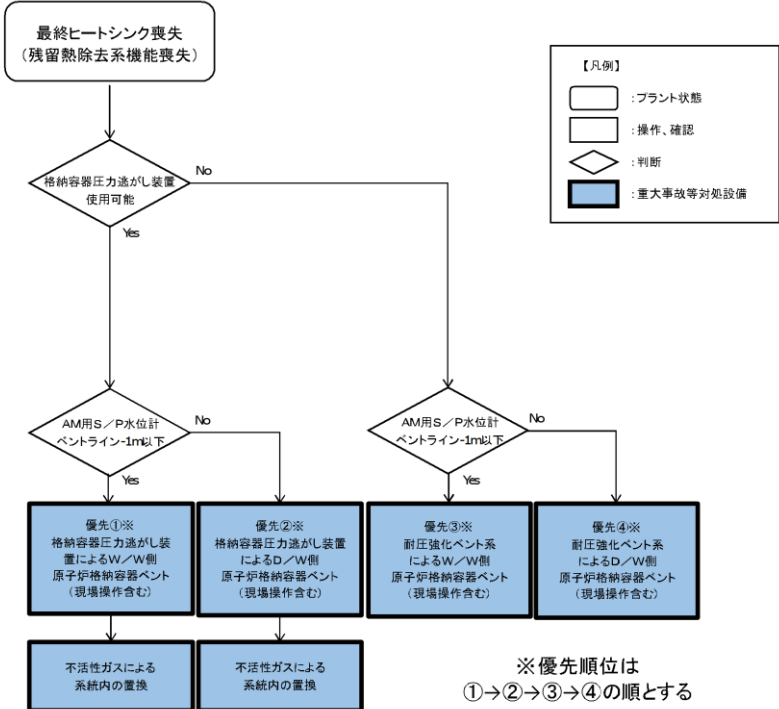 最終ヒートシンク喪失
（残留熱除去系機能喪失）
【凡例】
：プラント状態
：操作、確認
：判断
：重大事故等対処設備
格納容器圧力逃がし装置
使用可能
No
Yes
AM用S／P水位計
ベントライン-1m以下
No
Yes
AM用S／P水位計
ベントライン-1m以下
No
Yes
優先①※
格納容器圧力逃がし装
置によるW／W側
原子炉格納容器ベント
（現場操作含む）
優先②※
格納容器圧力逃がし装置
によるD／W側
原子炉格納容器ベント
（現場操作含む）
優先③※
耐圧強化ベント系
によるW／W側
原子炉格納容器ベント
（現場操作含む）
優先④※
耐圧強化ベント系
によるD／W側
原子炉格納容器ベント
（現場操作含む）
不活性ガスによる
系統内の置換
不活性ガスによる
系統内の置換
※優先順位は
①→②→③→④の順とする